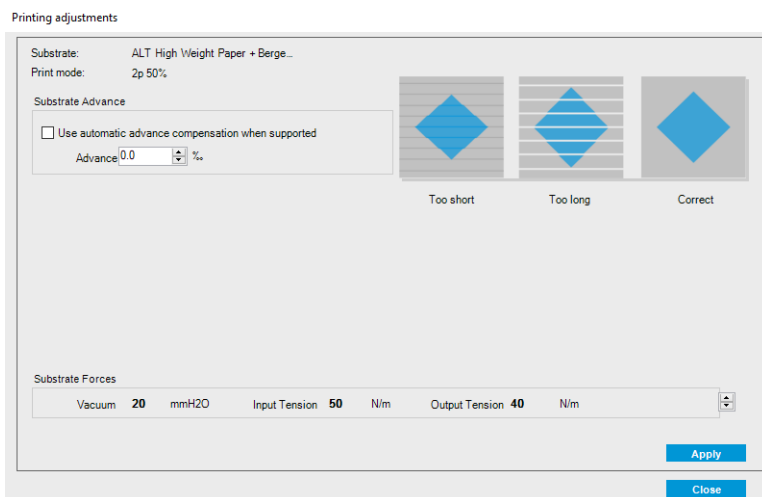 Printing adjustments
Substrate: ALT High Weight Paper + Berge...
Print mode: 2p 50%
Substrate Advance
Use automatic advance compensation when supported
Advance 0.0 ‰
Too short Too long Correct
Substrate Forces
Vacuum 20 mmH2O Input Tension 50 N/m Output Tension 40 N/m
Apply
Close